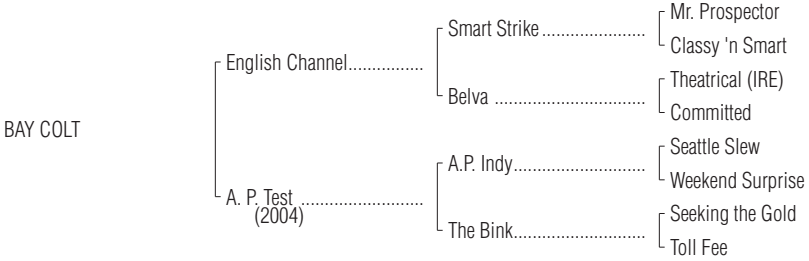 Mr. Prospector
Smart Strike......................
Classy 'n Smart
English Channel................
Theatrical (IRE)
Belva ................................
Committed
BAY COLT
Seattle Slew
A.P. Indy............................
Weekend Surprise
A. P. Test ..........................
(2004)
Seeking the Gold
The Bink............................
Toll Fee